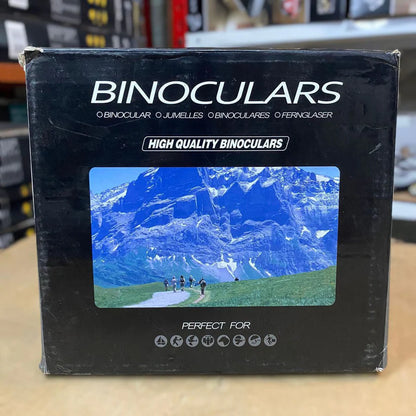 BINOCULARS
BINOCULAR JUMELLES BINOCULARES FERNGLASER
HIGH QUALITY BINOCULARS
PERFECT FOR